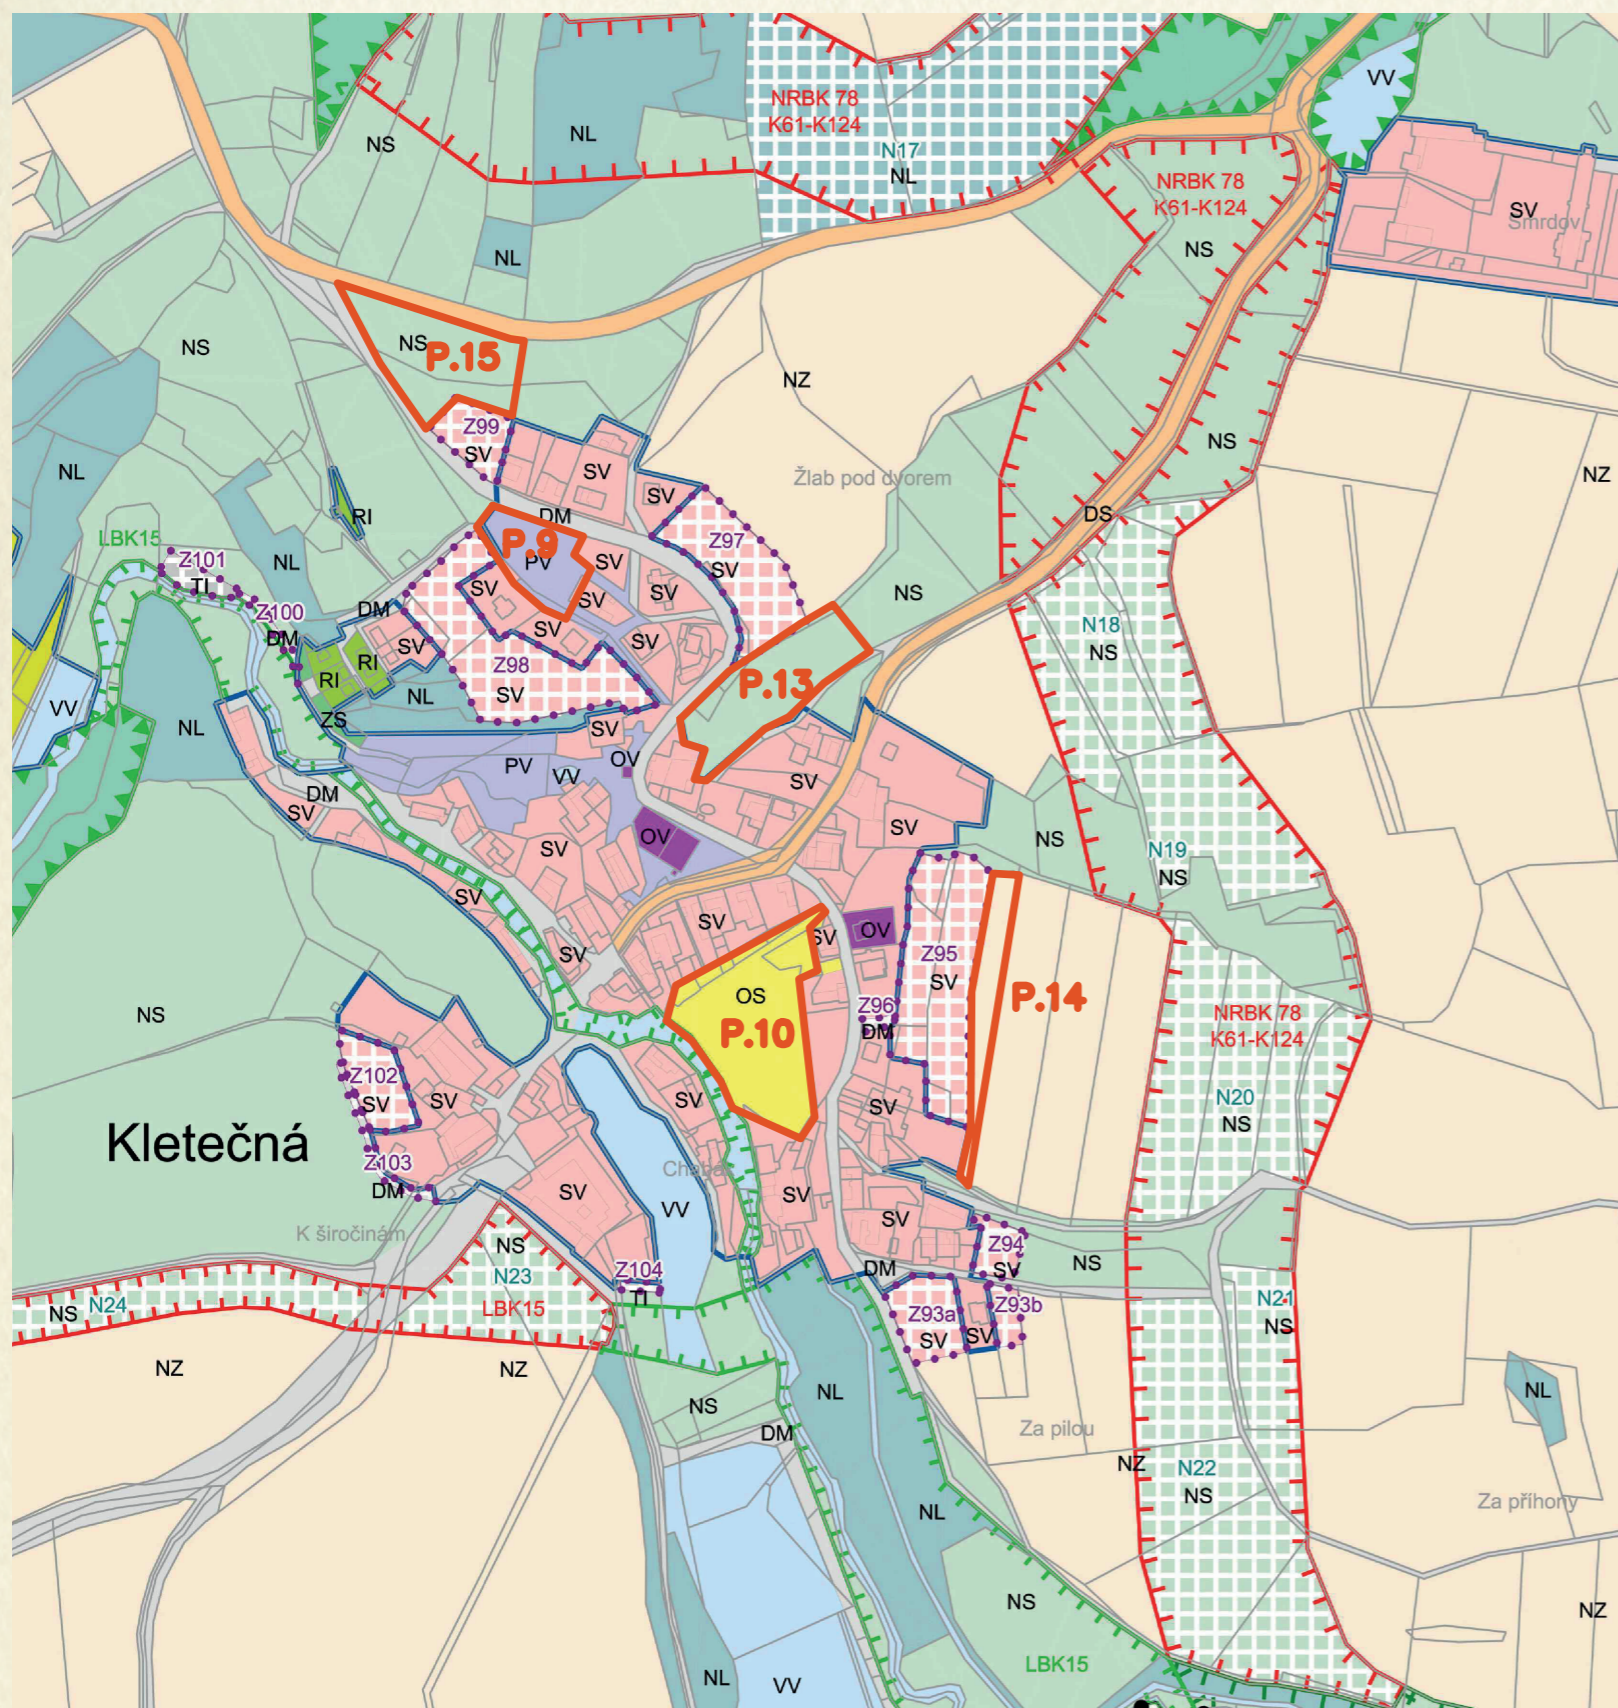 VV
NRBK 78
K61-K124
NL
NS
N17
NL
NRBK 78
K61-K124
SV
Smrdov
NS
NL
NS
NS
P.15
NZ
Z99
SV
NS
NL
SV
Žlab pod dvorem
NZ
SV
RI
DM
DS
LBK15
P.9
Z97
Z101
NL
PV
SV
SV
TI
SV
SV
NS
SV
Z100
DM
N18
DM
SV
SV
NS
SV
RI
Z98
RI
P.13
NL
SV
VV
ZS
NL
SV
OV
PV
VV
SV
DM
SV
SV
OV
NS
SV
N19
NS
SV
SV
OV
SV
SV
Z95
SV
OS
P.14
Z96
NS
NRBK 78
K61-K124
P.10
DM
Z102
N20
SV
SV
SV
SV
NS
Kletečná
Z103
Chaba
DM
SV
SV
VV
SV
K široči­nám
NS
Z94
N23
DM
NS
SV
Z104
TI
N21
NS
N24
NS
LBK15
Z93a
Z93b
SV
SV
NZ
NZ
NL
NL
NS
DM
Za pilou
NZ
N22
NS
Za příhony
NL
NS
NZ
LBK15
NL
VV